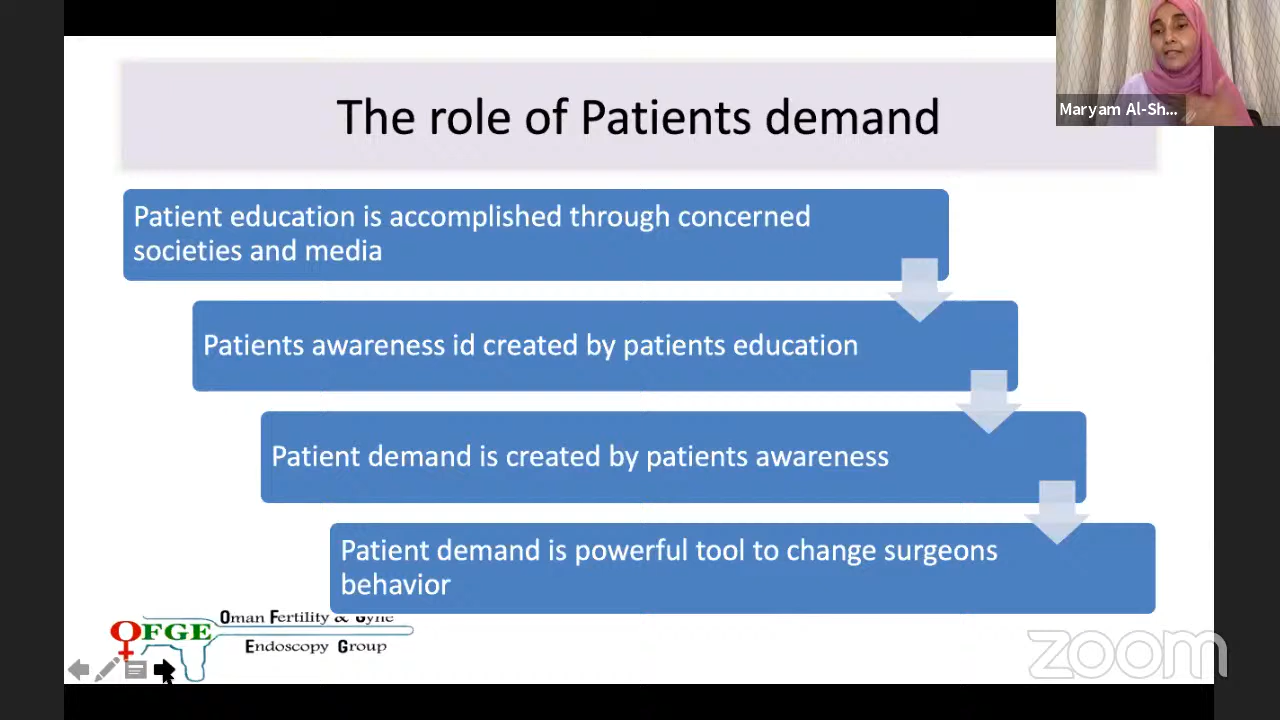 The role of Patients demand
Maryam Al-Sh...
Patient education is accomplished through concerned
societies and media
Patients awareness id created by patients education
Patient demand is created by patients awareness
Patient demand is powerful tool to change surgeons
behavior
OFGE
Oman Fertility & Gyne
Endoscopy Group
zoom